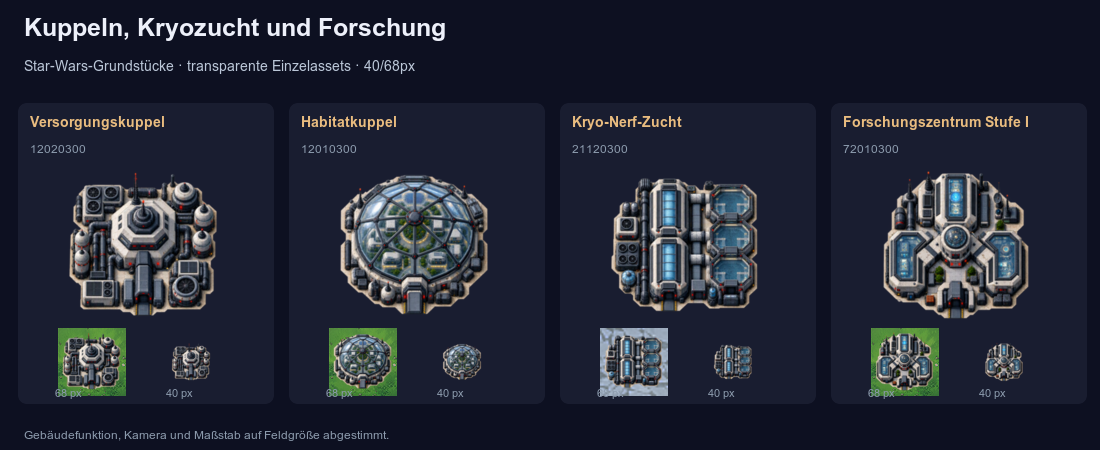 Kuppeln, Kryozucht und Forschung
Star-Wars-Grundstücke · transparente Einzelassets · 40/68px
Versorgungskuppel
12020300
68 px
40 px
Habitatkuppel
12010300
68 px
40 px
Kryo-Nerf-Zucht
21120300
68 px
40 px
Forschungszentrum Stufe I
72010300
68 px
40 px
Gebäudefunktion, Kamera und Maßstab auf Feldgröße abgestimmt.